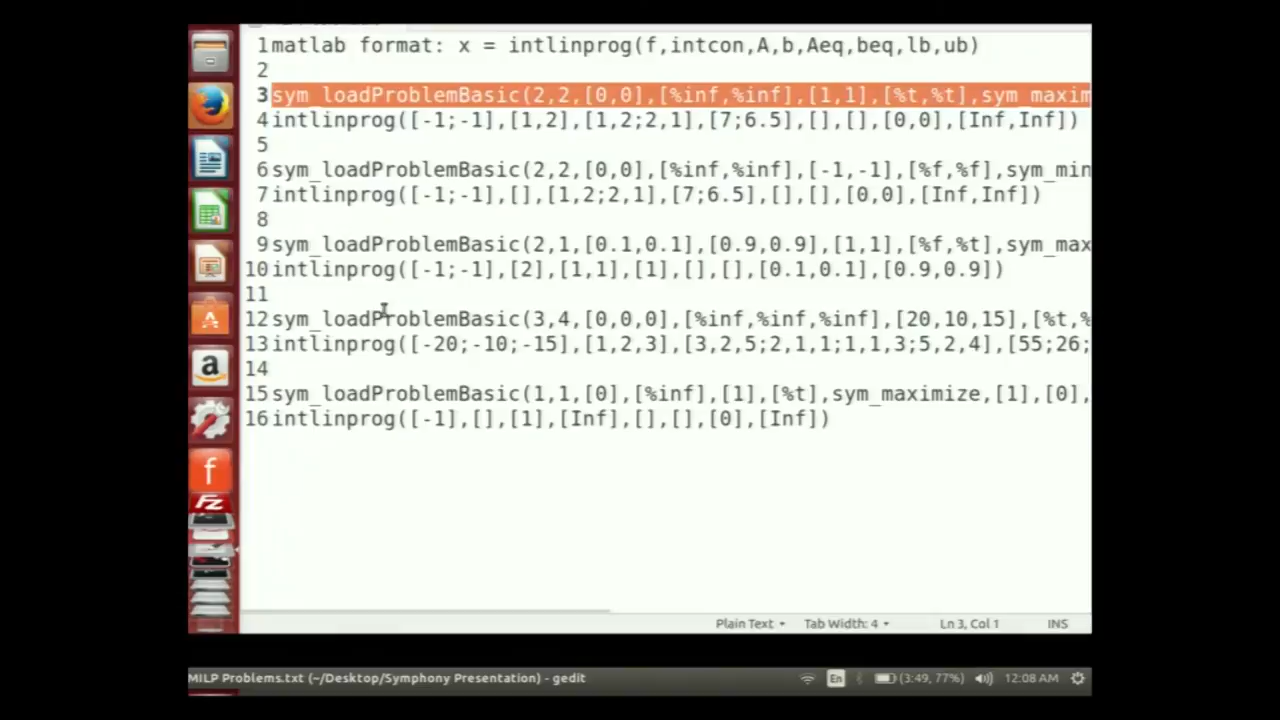 1matlab format: x = intlinprog(f,intcon,A,b,Aeq,beq,lb,ub)
2
3sym_loadProblemBasic(2,2,[0,0],[%inf,%inf],[1,1],[%t,%t],sym_maxim
4intlinprog([-1;-1],[1,2],[1,2;2,1],[7;6.5],[],[],[0,0],[Inf,Inf])
5
6sym_loadProblemBasic(2,2,[0,0],[%inf,%inf],[-1,-1],[%f,%f],sym_min
7intlinprog([-1;-1],[],[1,2;2,1],[7;6.5],[],[],[0,0],[Inf,Inf])
8
9sym_loadProblemBasic(2,1,[0.1,0.1],[0.9,0.9],[1,1],[%f,%t],sym_max
10intlinprog([-1;-1],[2],[1,1],[1],[],[],[0.1,0.1],[0.9,0.9])
11
12sym_loadProblemBasic(3,4,[0,0,0],[%inf,%inf,%inf],[20,10,15],[%t,%
13intlinprog([-20;-10;-15],[1,2,3],[3,2,5;2,1,1;1,1,3;5,2,4],[55;26;
14
15sym_loadProblemBasic(1,1,[0],[%inf],[1],[%t],sym_maximize,[1],[0],
16intlinprog([-1],[],[1],[Inf],[],[],[0],[Inf])
Plain Text Tab Width: 4 Ln 3, Col 1 INS
MILP Problems.txt (~/Desktop/Symphony Presentation) - gedit En (3:49, 77%) 12:08 AM